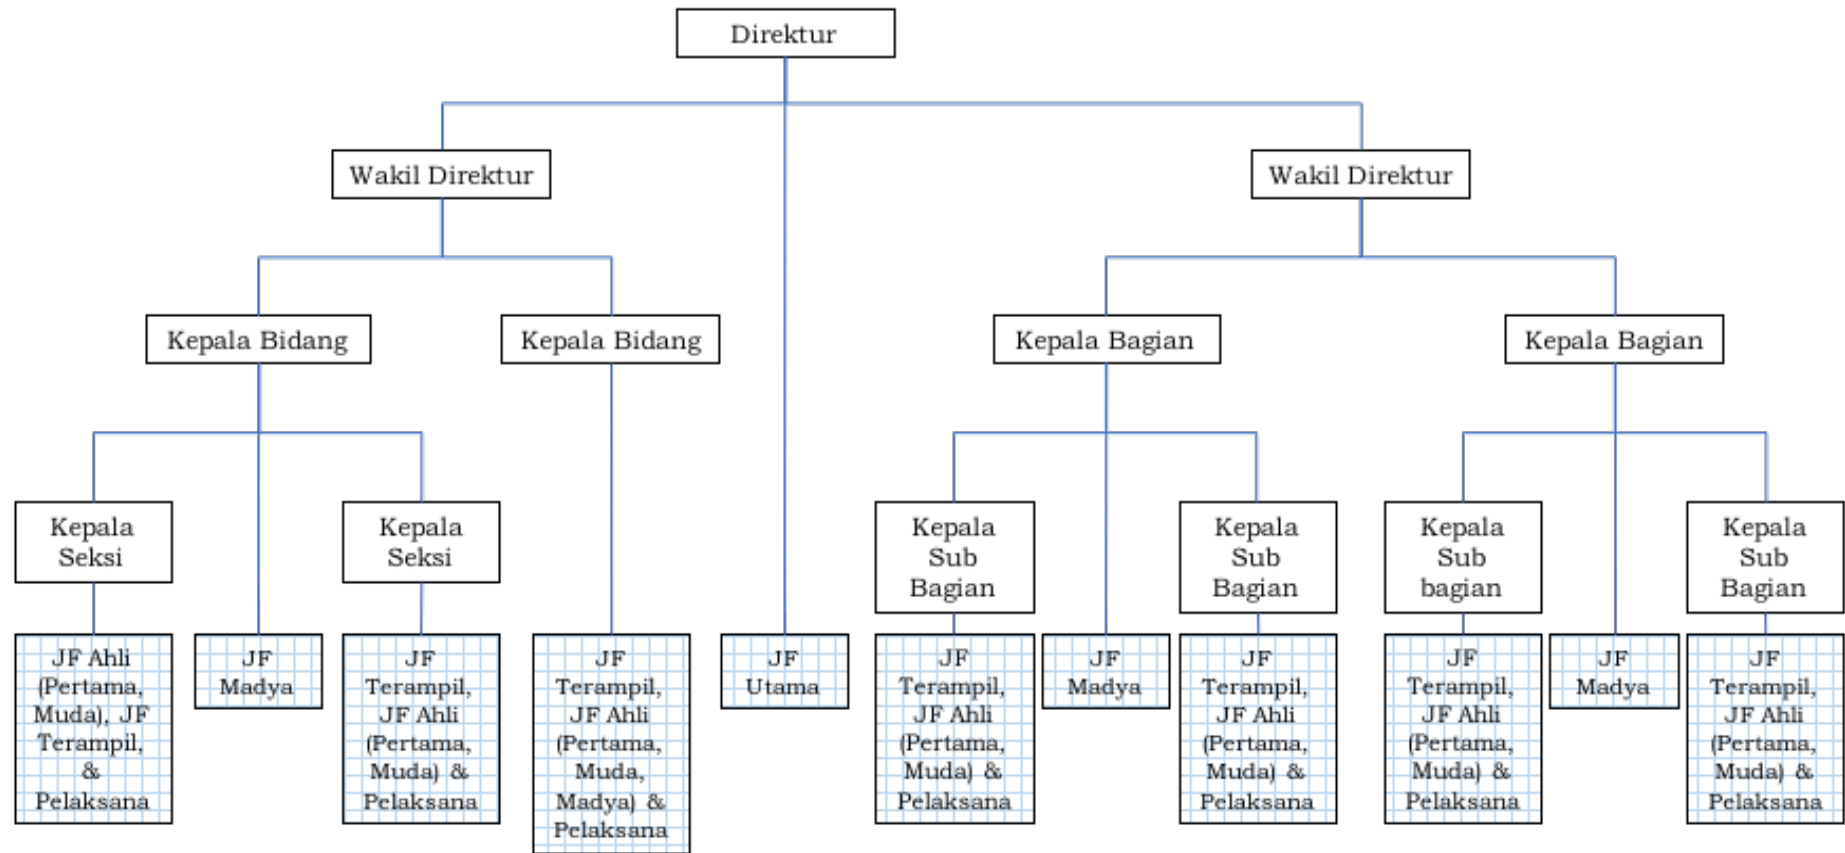 Direktur
Wakil Direktur
Wakil Direktur
Kepala Bidang
Kepala Bidang
Kepala Bagian
Kepala Bagian
Kepala
Seksi
Kepala
Seksi
Kepala
Sub
Bagian
Kepala
Sub
Bagian
Kepala
Sub
bagian
Kepala
Sub
Bagian
JF Ahli
(Pertama,
Muda), JF
Terampil,
&
Pelaksana
JF
Madya
JF
Terampil,
JF Ahli
(Pertama,
Muda) &
Pelaksana
JF
Terampil,
JF Ahli
(Pertama,
Muda,
Madya) &
Pelaksana
JF
Utama
JF
Terampil,
JF Ahli
(Pertama,
Muda) &
Pelaksana
JF
Madya
JF
Terampil,
JF Ahli
(Pertama,
Muda) &
Pelaksana
JF
Terampil,
JF Ahli
(Pertama,
Muda) &
Pelaksana
JF
Madya
JF
Terampil,
JF Ahli
(Pertama,
Muda) &
Pelaksana